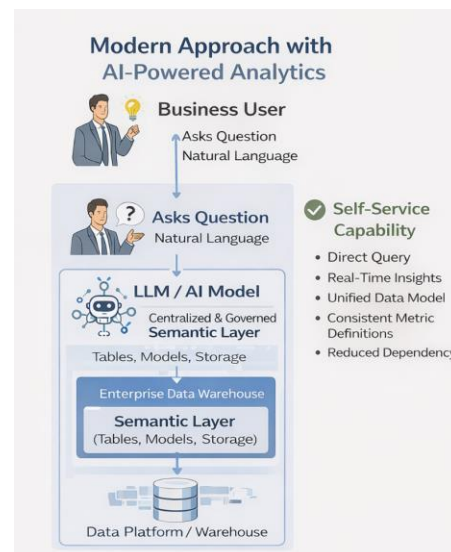 Modern Approach with
AI-Powered Analytics
Business User
Asks Question
Natural Language
?
Asks Question
Natural Language
Self-Service
Capability
• Direct Query
• Real-Time Insights
• Unified Data Model
• Consistent Metric
Definitions
• Reduced Dependency
LLM / AI Model
Centralized & Governed
Semantic Layer
Tables, Models, Storage
Enterprise Data Warehouse
Semantic Layer
(Tables, Models, Storage)
Data Platform / Warehouse